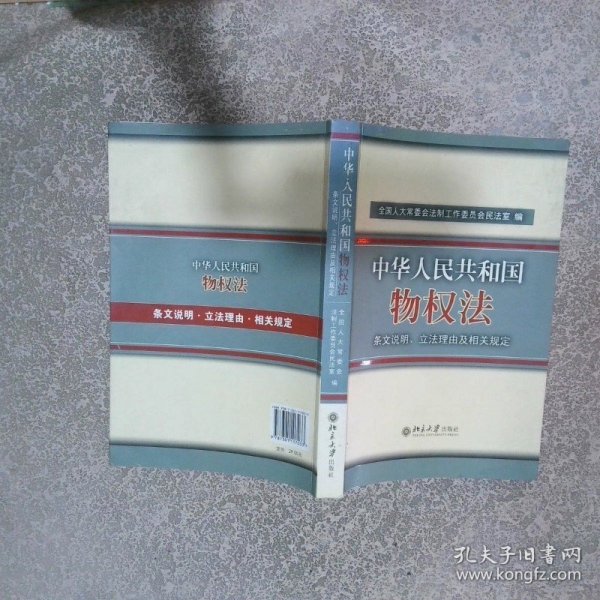 中华人民共和国
物权法
条文说明·立法理由·相关规定
中华人民共和国物权法
条文说明、立法理由及相关规定
全国人大常委会
法制工作委员会民法室 编
北京大学出版社
全国人大常委会法制工作委员会民法室 编
中华人民共和国
物权法
条文说明、立法理由及相关规定
北京大学出版社
PEKING UNIVERSITY PRESS
孔夫子旧书网
www.kongfz.com